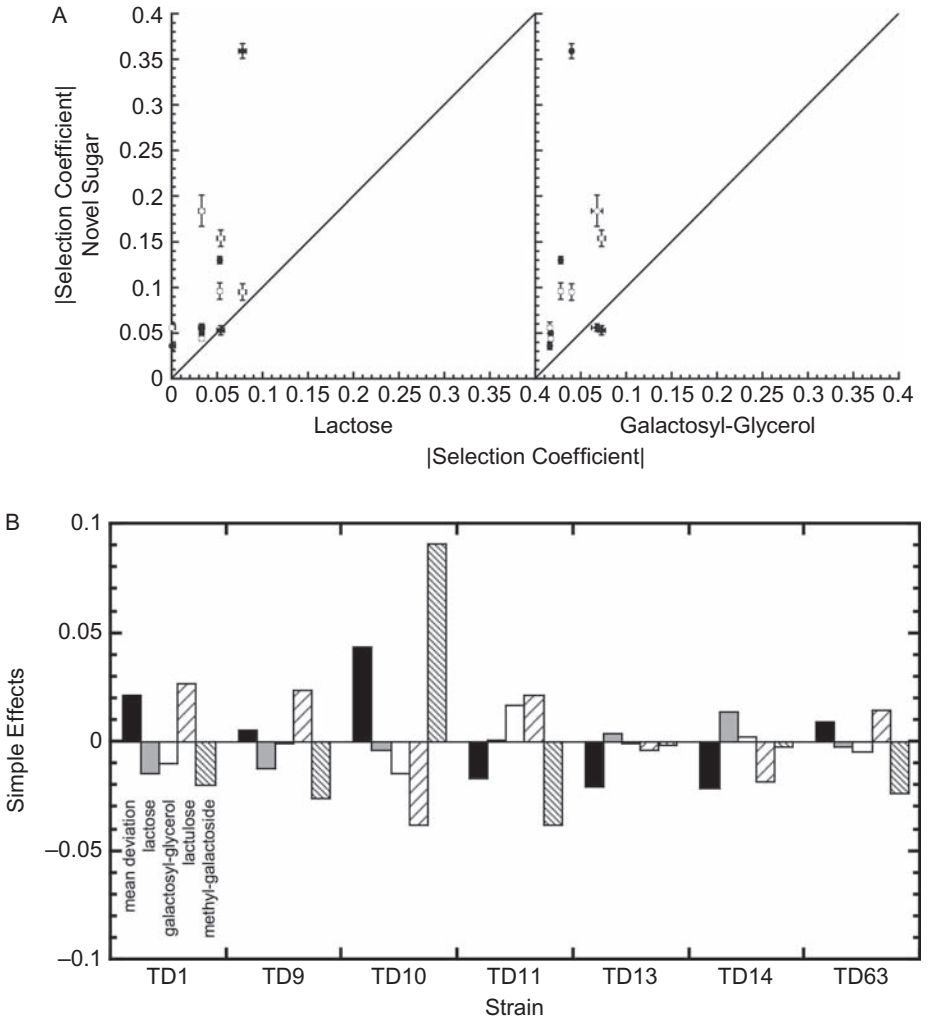 A
|Selection Coefficient|
Novel Sugar
0.4
0.35
0.3
0.25
0.2
0.15
0.1
0.05
0
0 0.05 0.1 0.15 0.2 0.25 0.3 0.35 0.4 0.05 0.1 0.15 0.2 0.25 0.3 0.35 0.4
Lactose Galactosyl-Glycerol
|Selection Coefficient|
B
Simple Effects
0.1
0.05
0
–0.05
–0.1
mean deviation
lactose
galactosyl-glycerol
lactulose
methyl-galactoside
TD1 TD9 TD10 TD11 TD13 TD14 TD63
Strain